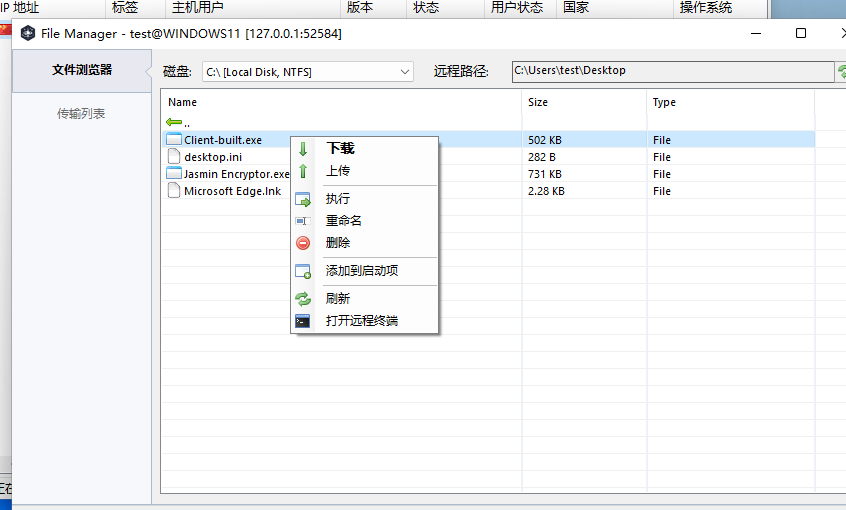 IP 地址 标签 主机用户 版本 状态 用户状态 国家 操作系统
File Manager - test@WINDOWS11 [127.0.0.1:52584]
文件浏览器 磁盘: C:\ [Local Disk, NTFS] 远程路径: C:\Users\test\Desktop
传输列表
Name Size Type
..
Client-built.exe 502 KB File
desktop.ini 282 B File
Jasmin Encryptor.exe 731 KB File
Microsoft Edge.lnk 2.28 KB File
下载
上传
执行
重命名
删除
添加到启动项
刷新
打开远程终端